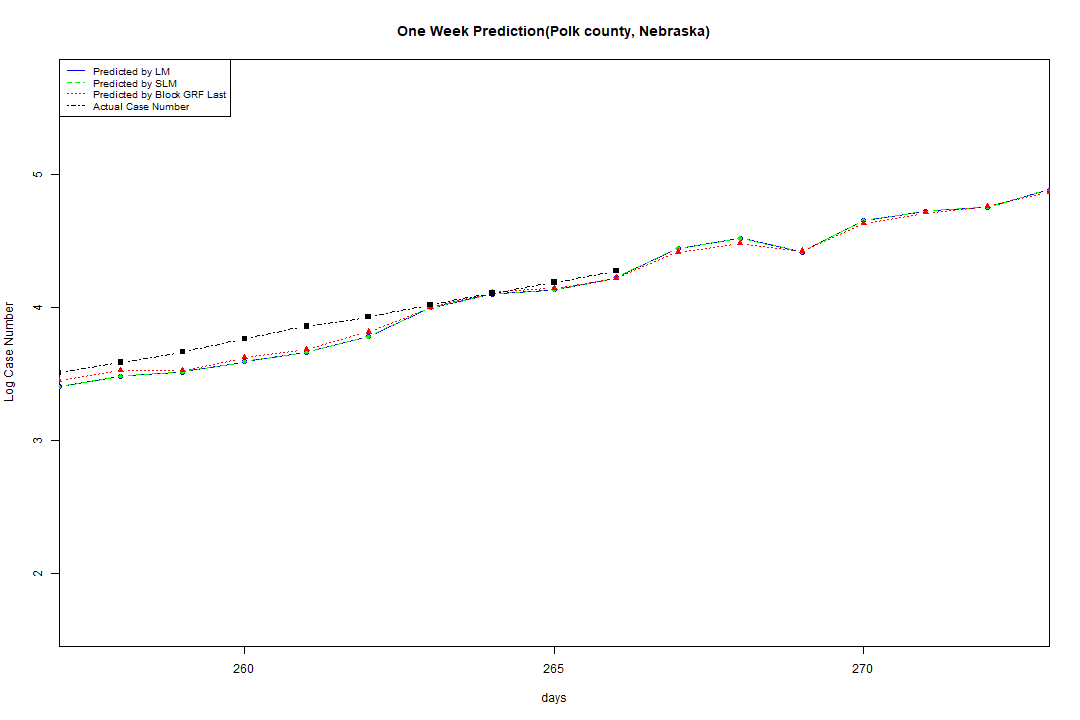 One Week Prediction(Polk county, Nebraska)
Predicted by LM
Predicted by SLM
Predicted by Block GRF Last
Actual Case Number
5
4
3
2
Log Case Number
260
265
270
days